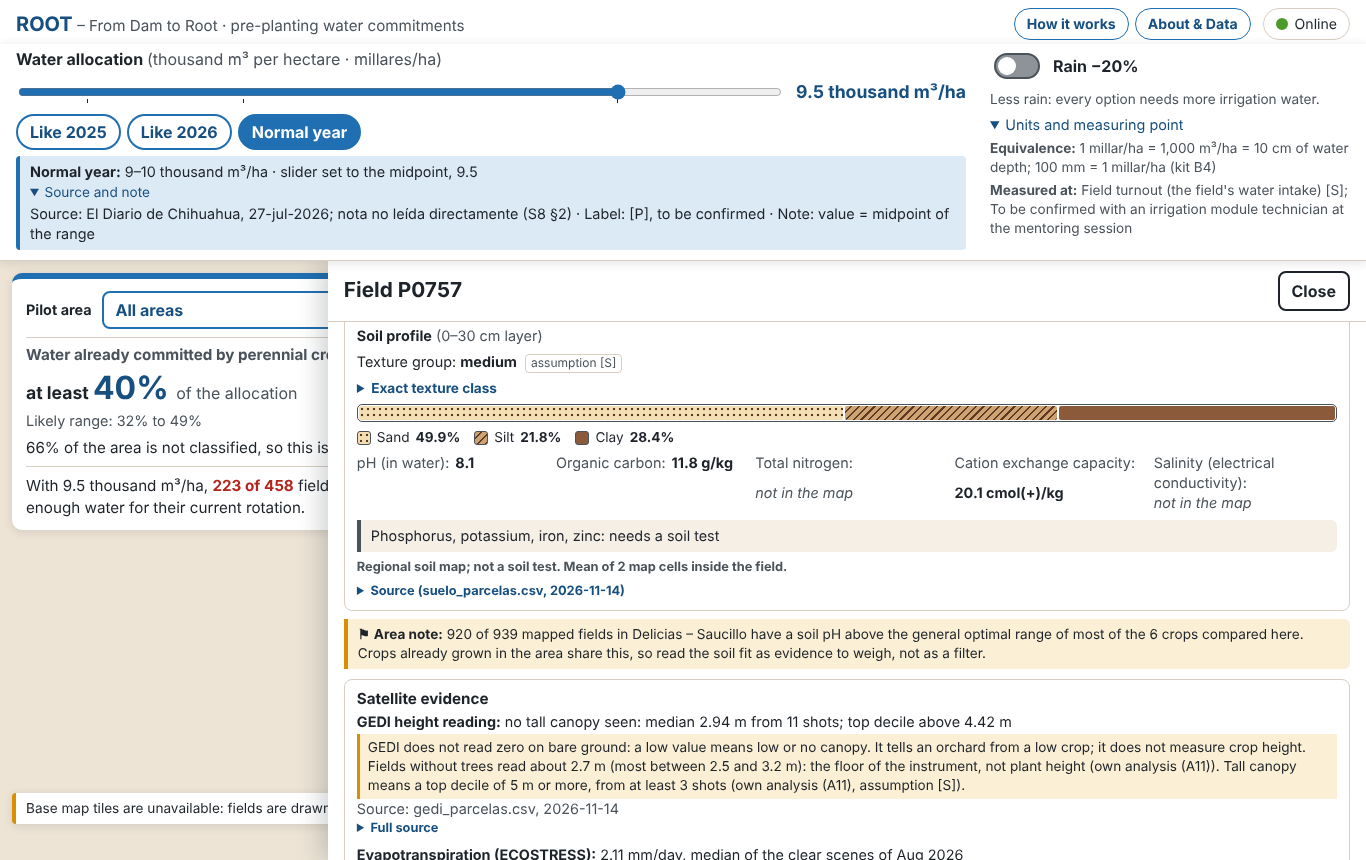 ROOT – From Dam to Root · pre-planting water commitments
How it works
About & Data
Online
Water allocation (thousand m³ per hectare · millares/ha)
9.5 thousand m³/ha
Like 2025
Like 2026
Normal year
Normal year: 9–10 thousand m³/ha · slider set to the midpoint, 9.5
▼ Source and note
Source: El Diario de Chihuahua, 27-jul-2026; nota no leída directamente (S8 §2) · Label: [P], to be confirmed · Note: value = midpoint of
the range
Rain −20%
Less rain: every option needs more irrigation water.
▼ Units and measuring point
Equivalence: 1 millar/ha = 1,000 m³/ha = 10 cm of water
depth; 100 mm = 1 millar/ha (kit B4)
Measured at: Field turnout (the field's water intake) [S];
To be confirmed with an irrigation module technician at
the mentoring session
Pilot area
All areas
Water already committed by perennial cr
at least 40% of the allocation
Likely range: 32% to 49%
66% of the area is not classified, so this is
With 9.5 thousand m³/ha, 223 of 458 field
enough water for their current rotation.
Base map tiles are unavailable: fields are drawn
Field P0757
Close
Soil profile (0–30 cm layer)
Texture group: medium assumption [S]
▶ Exact texture class
Sand 49.9% Silt 21.8% Clay 28.4%
pH (in water): 8.1
Organic carbon: 11.8 g/kg
Total nitrogen:
not in the map
Cation exchange capacity:
20.1 cmol(+)/kg
Salinity (electrical
conductivity):
not in the map
Phosphorus, potassium, iron, zinc: needs a soil test
Regional soil map; not a soil test. Mean of 2 map cells inside the field.
▶ Source (suelo_parcelas.csv, 2026-11-14)
⚑ Area note: 920 of 939 mapped fields in Delicias – Saucillo have a soil pH above the general optimal range of most of the 6 crops compared here.
Crops already grown in the area share this, so read the soil fit as evidence to weigh, not as a filter.
Satellite evidence
GEDI height reading: no tall canopy seen: median 2.94 m from 11 shots; top decile above 4.42 m
GEDI does not read zero on bare ground: a low value means low or no canopy. It tells an orchard from a low crop; it does not measure crop height.
Fields without trees read about 2.7 m (most between 2.5 and 3.2 m): the floor of the instrument, not plant height (own analysis (A11)). Tall canopy
means a top decile of 5 m or more, from at least 3 shots (own analysis (A11), assumption [S]).
Source: gedi_parcelas.csv, 2026-11-14
▶ Full source
Evapotranspiration (ECOSTRESS): 2.11 mm/day, median of the clear scenes of Aug 2026